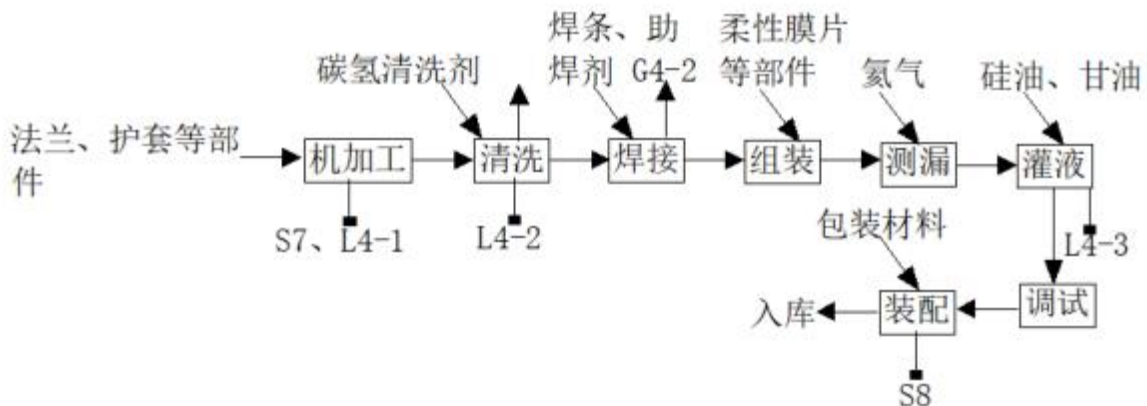 焊条、助
焊剂 G4-2
柔性膜片
等部件
碳氢清洗剂
氦气
硅油、甘油
法兰、护套等部
件
机加工
清洗
焊接
组装
测漏
灌液
S7、L4-1
L4-2
包装材料
L4-3
入库
装配
调试
S8